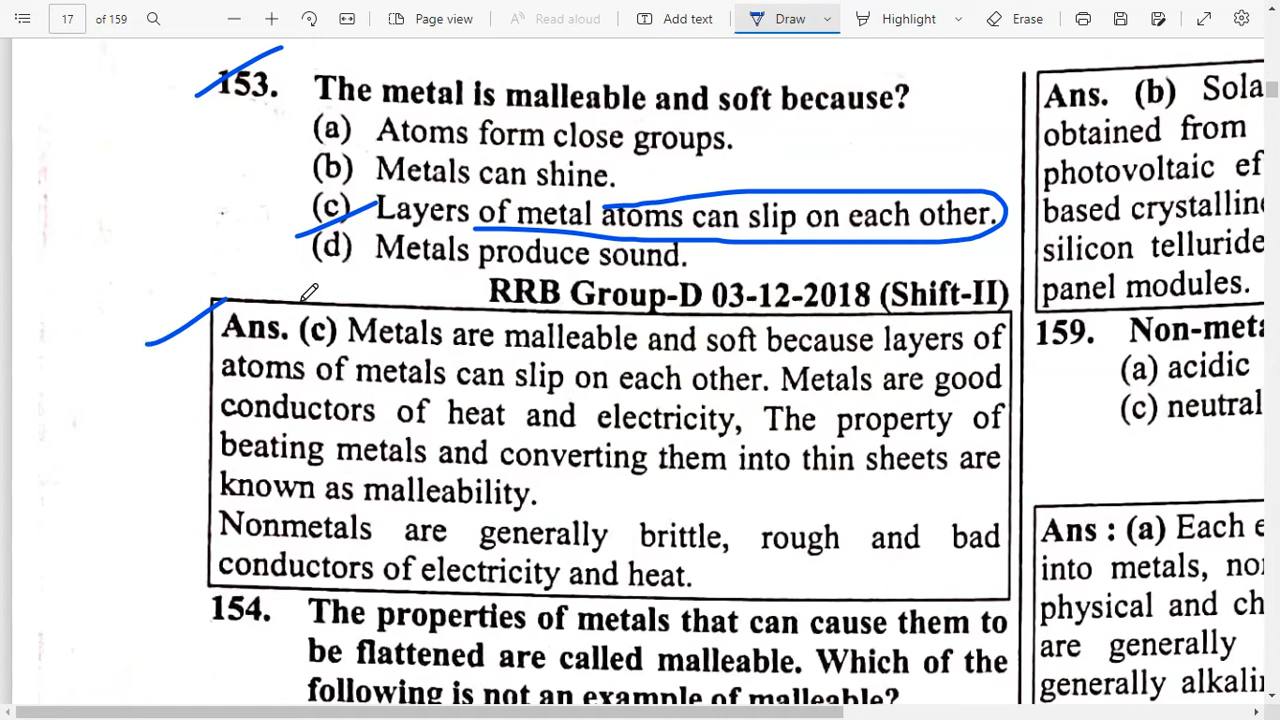 17 of 159 Page view Read aloud Add text Draw Highlight Erase
153. The metal is malleable and soft because?
(a) Atoms form close groups.
(b) Metals can shine.
(c) Layers of metal atoms can slip on each other.
(d) Metals produce sound.
RRB Group-D 03-12-2018 (Shift-II)
Ans. (c) Metals are malleable and soft because layers of
atoms of metals can slip on each other. Metals are good
conductors of heat and electricity, The property of
beating metals and converting them into thin sheets are
known as malleability.
Nonmetals are generally brittle, rough and bad
conductors of electricity and heat.
154. The properties of metals that can cause them to
be flattened are called malleable. Which of the
following is not an example of malleable?
Ans. (b) Sola
obtained from
photovoltaic ef
based crystalline
silicon telluride
panel modules.
159. Non-meta
(a) acidic
(c) neutral
Ans : (a) Each e
into metals, no
physical and ch
are generally
generally alkali